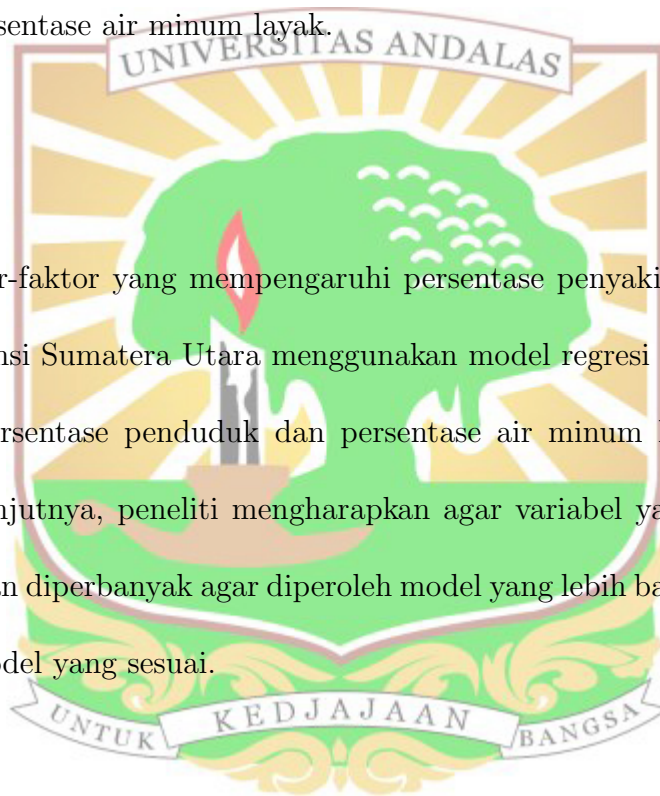 sentase air minum layak.
UNIVERSITAS ANDALAS
r-faktor yang mempengaruhi persentase penyaki
nsi Sumatera Utara menggunakan model regresi
rsentase penduduk dan persentase air minum
njutnya, peneliti mengharapkan agar variabel ya
n diperbanyak agar diperoleh model yang lebih ba
odel yang sesuai.
UNTUK KEDJAJAAN BANGSA